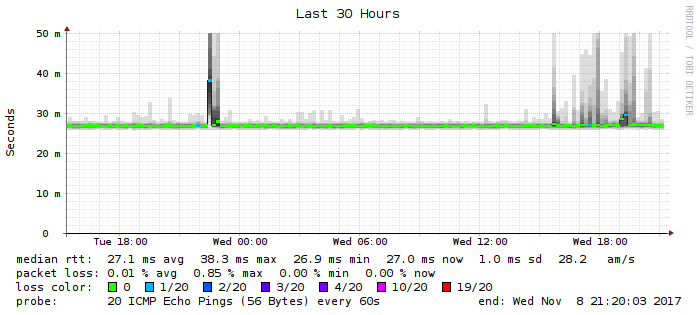 Last 30 Hours
RRDTOOL / TOBI OETIKER
Seconds
50 m
40 m
30 m
20 m
10 m
0
Tue 18:00 Wed 00:00 Wed 06:00 Wed 12:00 Wed 18:00
median rtt: 27.1 ms avg 38.3 ms max 26.9 ms min 27.0 ms now 1.0 ms sd 28.2 am/s
packet loss: 0.01 % avg 0.85 % max 0.00 % min 0.00 % now
loss color: 0 1/20 2/20 3/20 4/20 10/20 19/20
probe: 20 ICMP Echo Pings (56 Bytes) every 60s end: Wed Nov 8 21:20:03 2017